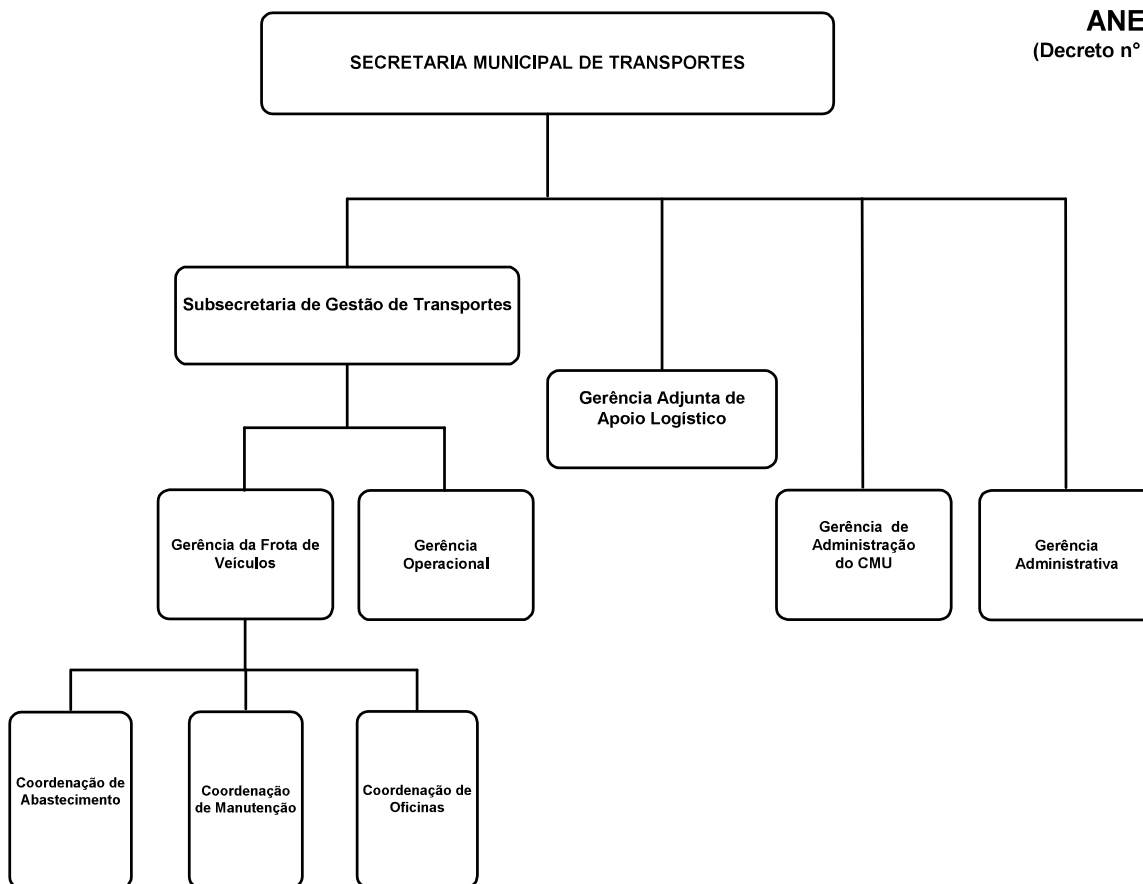 ANE
(Decreto n°
SECRETARIA MUNICIPAL DE TRANSPORTES
Subsecretaria de Gestão de Transportes
Gerência Adjunta de
Apoio Logístico
Gerência da Frota de
Veículos
Gerência
Operacional
Gerência de
Administração
do CMU
Gerência
Administrativa
Coordenação de
Abastecimento
Coordenação
de Manutenção
Coordenação de
Oficinas